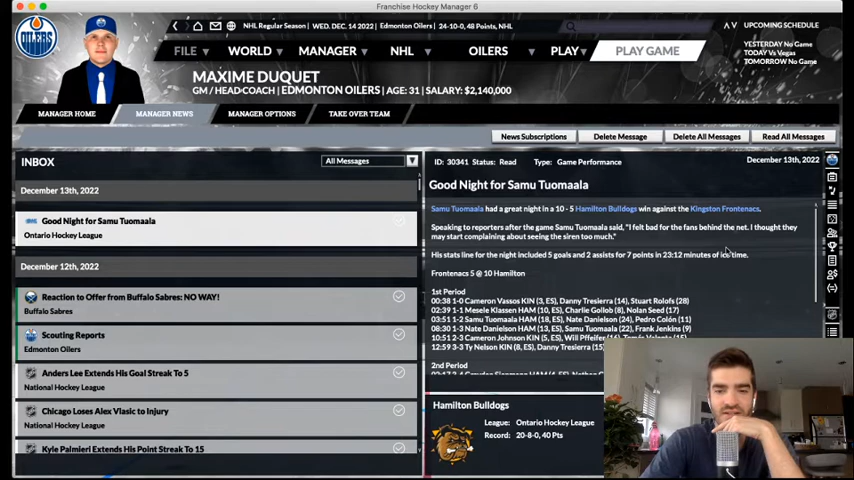 Franchise Hockey Manager 6
NHL Regular Season | WED. DEC. 14 2022 | Edmonton Oilers | 24-10-0, 48 Points, NHL
UPCOMING SCHEDULE
YESTERDAY No Game
TODAY Vs Vegas
TOMORROW No Game
OILERS
FILE
WORLD
MANAGER
NHL
OILERS
PLAY
PLAY GAME
MAXIME DUQUET
GM / HEAD COACH | EDMONTON OILERS | AGE: 31 | SALARY: $2,140,000
MANAGER HOME
MANAGER NEWS
MANAGER OPTIONS
TAKE OVER TEAM
News Subscriptions
Delete Message
Delete All Messages
Read All Messages
INBOX
All Messages
December 13th, 2022
Good Night for Samu Tuomaala
Ontario Hockey League
December 12th, 2022
Reaction to Offer from Buffalo Sabres: NO WAY!
Buffalo Sabres
Scouting Reports
Edmonton Oilers
Anders Lee Extends His Goal Streak To 5
National Hockey League
Chicago Loses Alex Vlasic to Injury
National Hockey League
Kyle Palmieri Extends His Point Streak To 15
ID: 30341 Status: Read Type: Game Performance
December 13th, 2022
Good Night for Samu Tuomaala
Samu Tuomaala had a great night in a 10 - 5 Hamilton Bulldogs win against the Kingston Frontenacs.
Speaking to reporters after the game Samu Tuomaala said, "I felt bad for the fans behind the net. I thought they
may start complaining about seeing the siren too much."
His stats line for the night included 5 goals and 2 assists for 7 points in 23:12 minutes of ice time.
Frontenacs 5 @ 10 Hamilton
1st Period
00:38 1-0 Cameron Vassos KIN (3, ES), Danny Tresierra (14), Stuart Rolofs (28)
02:39 1-1 Mesele Klassen HAM (10, ES), Charlie Gollob (8), Nolan Seed (17)
03:51 1-2 Samu Tuomaala HAM (18, ES), Nate Danielson (24), Pedro Colón (11)
08:30 1-3 Nate Danielson HAM (13, ES), Samu Tuomaala (22), Frank Jenkins (9)
10:51 2-3 Cameron Johnson KIN (5, ES), Will Pfeifer
12:59 3-3 Ty Nelson KIN (8, ES), Danny Tresierra (15)
2nd Period
Hamilton Bulldogs
League: Ontario Hockey League
Record: 20-8-0, 40 Pts